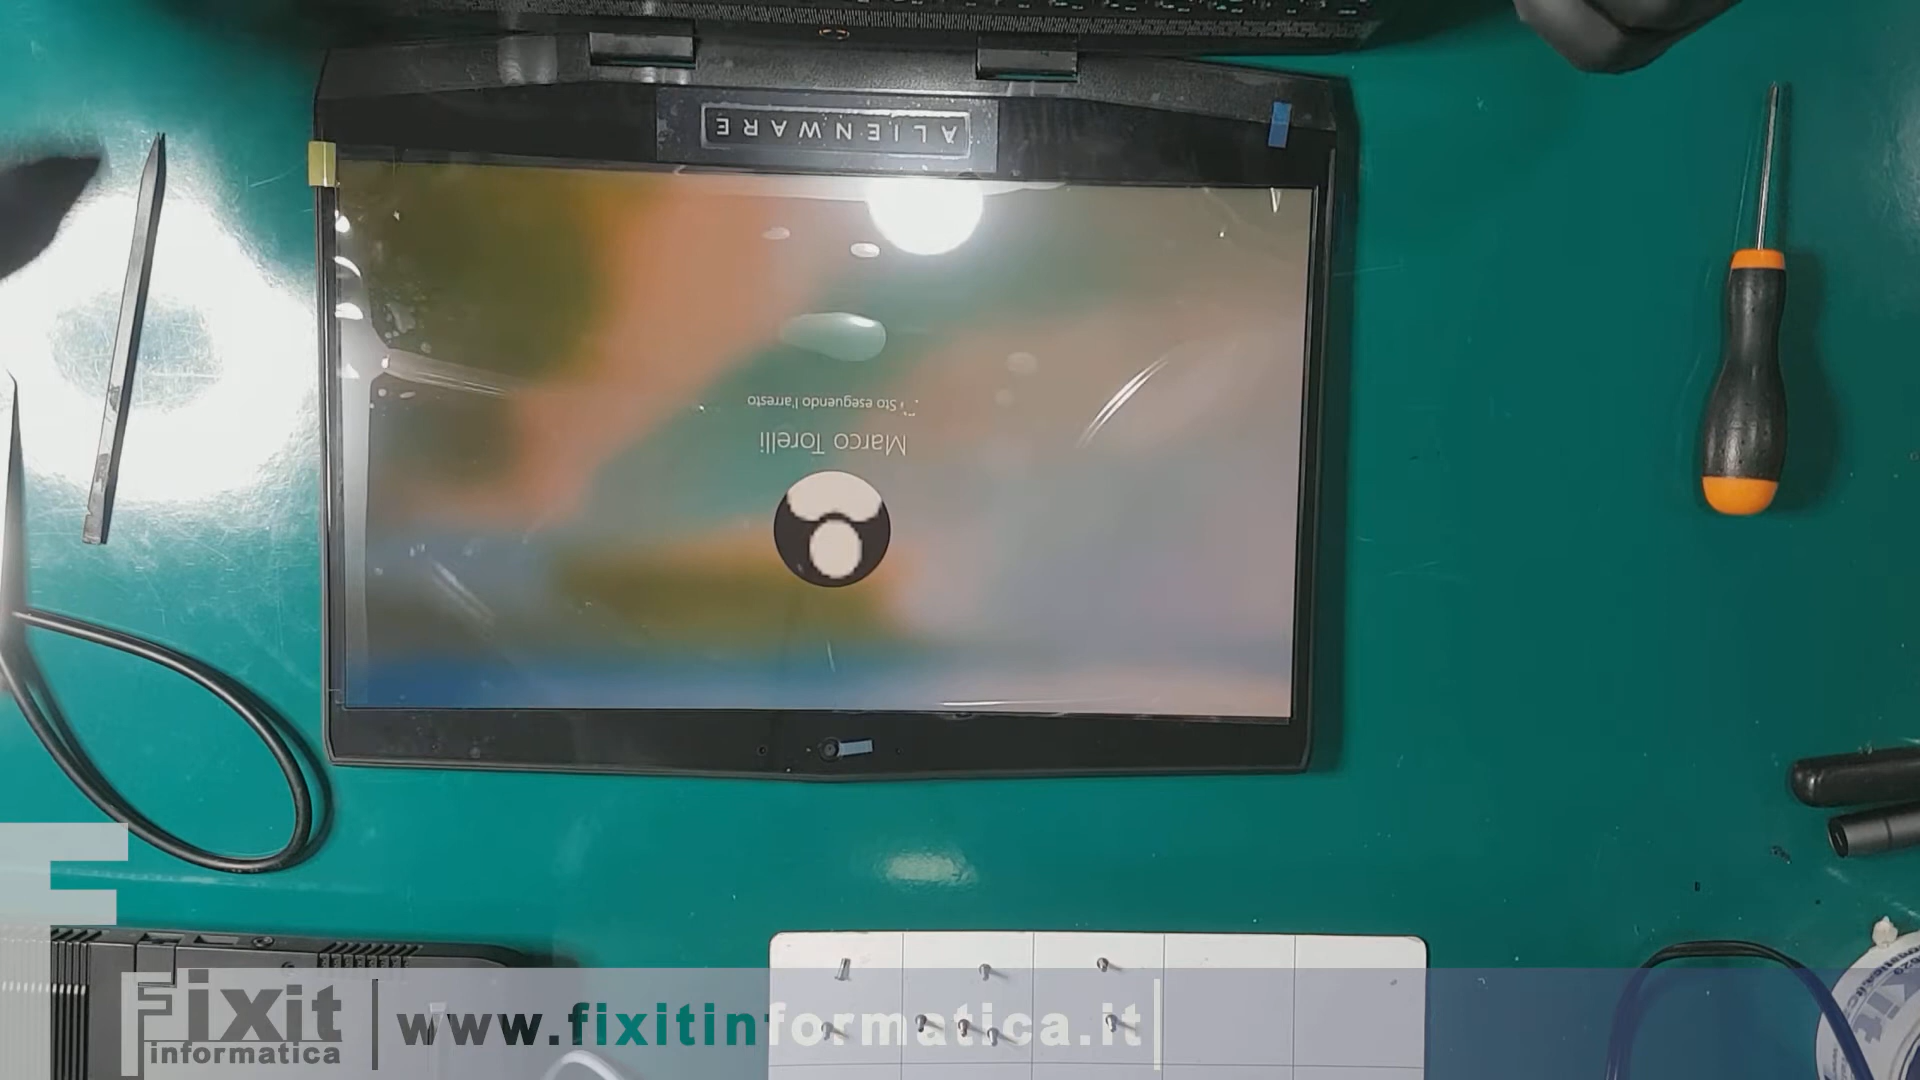 ALIENWARE
Sto eseguendo l'arresto
Marco Torelli
Fixit
informatica
www.fixitinformatica.it